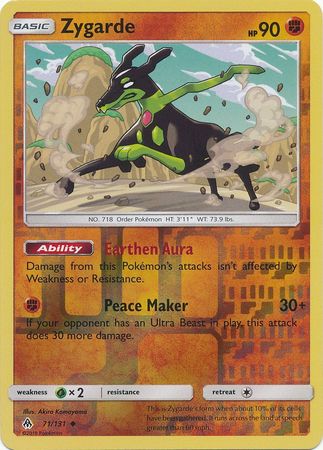 BASIC Zygarde HP 90
NO. 718 Order Pokémon HT: 3'11" WT: 73.9 lbs.
Ability Earthen Aura
Damage from this Pokémon's attacks isn't affected by
Weakness or Resistance.
Peace Maker 30+
If your opponent has an Ultra Beast in play, this attack
does 30 more damage.
weakness × 2 resistance retreat
Illus. Akira Komayama
71/131
©2018 Pokémon
This is Zygarde's form when about 10% of its cells
have been gathered. It runs across the land at speeds
greater than 60 mph.